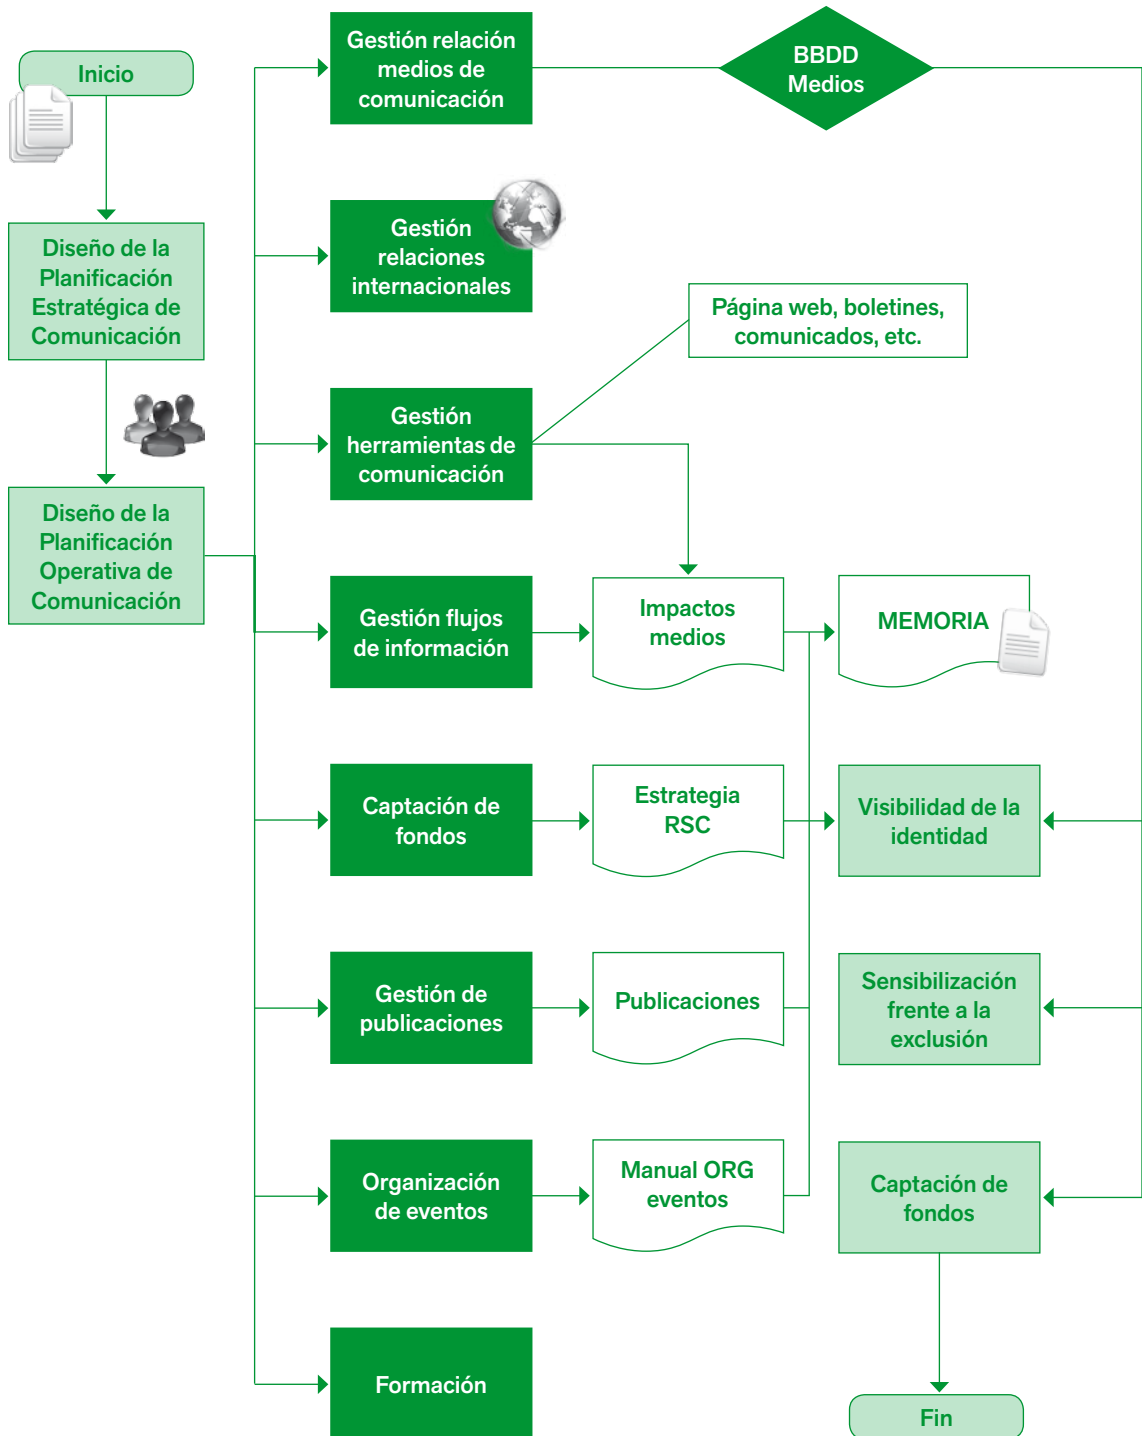 Inicio
Diseño de la
Planificación
Estratégica de
Comunicación
Diseño de la
Planificación
Operativa de
Comunicación
Gestión relación
medios de
comunicación
BBDD
Medios
Gestión
relaciones
internacionales
Página web, boletines,
comunicados, etc.
Gestión
herramientas de
comunicación
Gestión flujos
de información
Impactos
medios
MEMORIA
Captación de
fondos
Estrategia
RSC
Visibilidad de la
identidad
Gestión de
publicaciones
Publicaciones
Sensibilización
frente a la
exclusión
Organización
de eventos
Manual ORG
eventos
Captación de
fondos
Formación
Fin